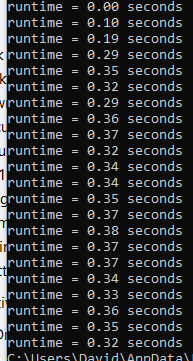 runtime = 0.00 seconds
runtime = 0.10 seconds
runtime = 0.19 seconds
runtime = 0.29 seconds
runtime = 0.35 seconds
runtime = 0.32 seconds
runtime = 0.29 seconds
runtime = 0.36 seconds
runtime = 0.37 seconds
runtime = 0.32 seconds
runtime = 0.34 seconds
runtime = 0.34 seconds
runtime = 0.35 seconds
runtime = 0.37 seconds
runtime = 0.38 seconds
runtime = 0.37 seconds
runtime = 0.37 seconds
runtime = 0.34 seconds
runtime = 0.33 seconds
runtime = 0.36 seconds
runtime = 0.35 seconds
runtime = 0.32 seconds
C:\Users\David\AppData\